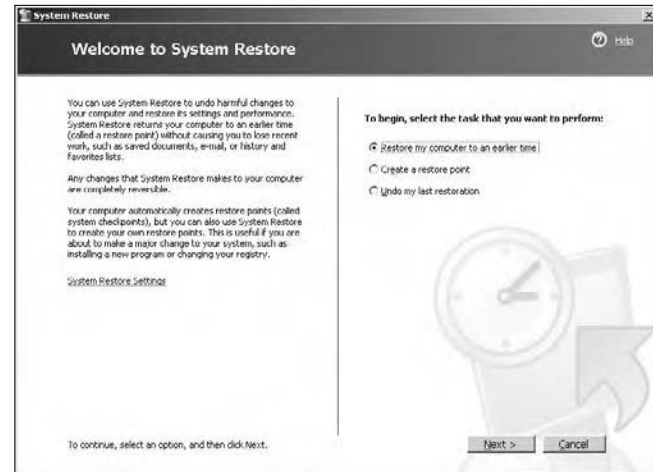 System Restore
Welcome to System Restore
Help
You can use System Restore to undo harmful changes to
your computer and restore its settings and performance.
System Restore returns your computer to an earlier time
(called a restore point) without causing you to lose recent
work, such as saved documents, e-mail, or history and
favorites lists.
Any changes that System Restore makes to your computer
are completely reversible.
Your computer automatically creates restore points (called
system checkpoints), but you can also use System Restore
to create your own restore points. This is useful if you are
about to make a major change to your system, such as
installing a new program or changing your registry.
System Restore Settings
To begin, select the task that you want to perform:
Restore my computer to an earlier time
Create a restore point
Undo my last restoration
To continue, select an option, and then click Next.
Next >
Cancel